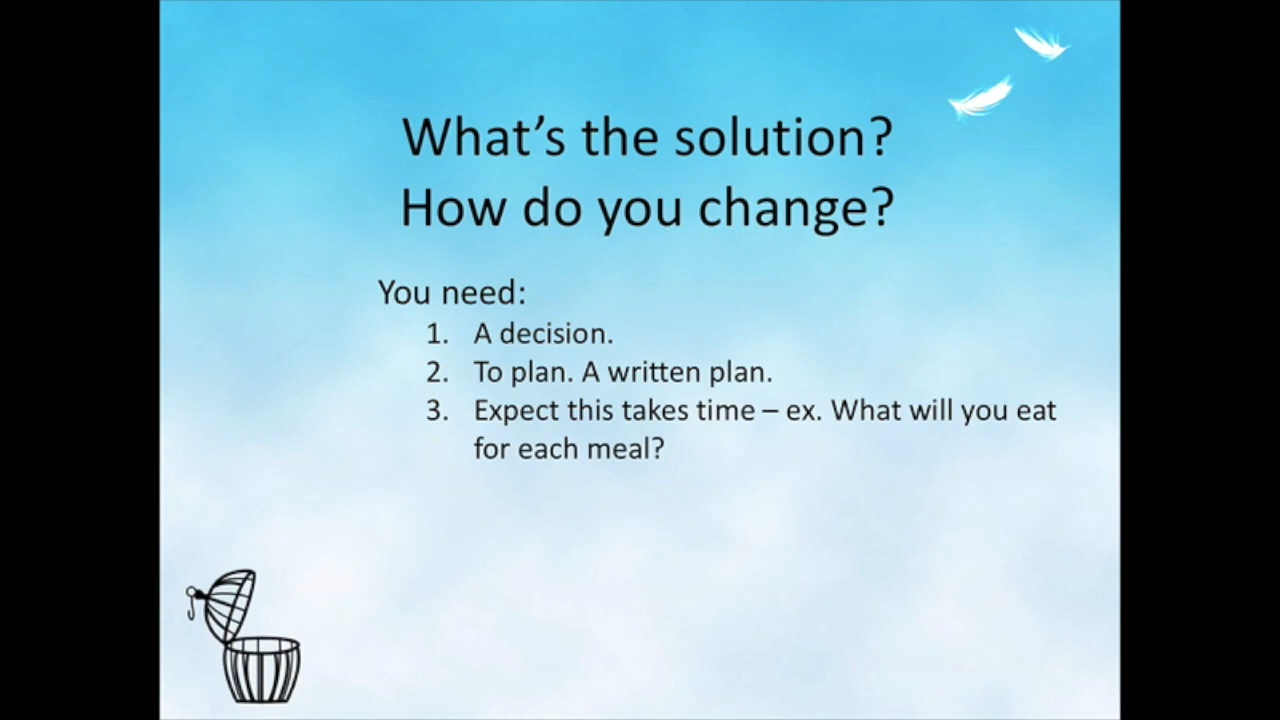 What’s the solution?
How do you change?
You need:
1. A decision.
2. To plan. A written plan.
3. Expect this takes time – ex. What will you eat
for each meal?